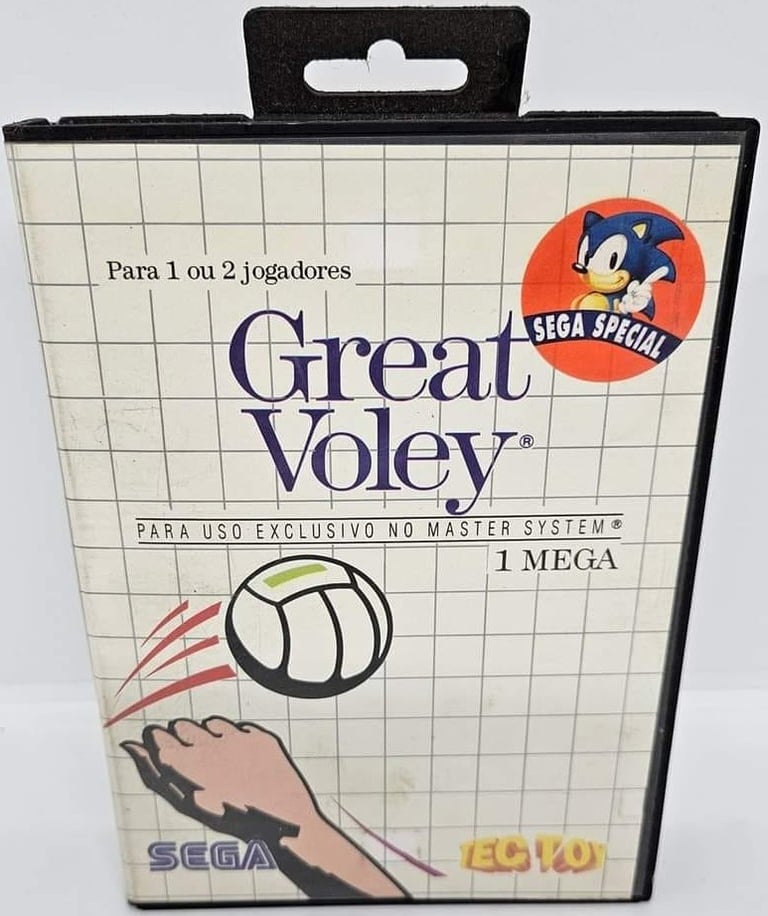 Para 1 ou 2 jogadores
SEGA SPECIAL
Great
Voley®
PARA USO EXCLUSIVO NO MASTER SYSTEM®
1 MEGA
SEGA
TEC TOY